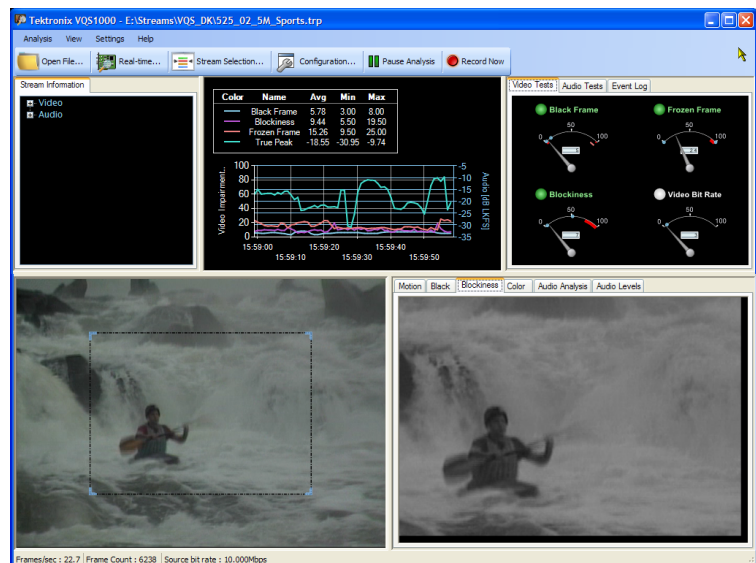 Tektronix VQS1000 - E:\Streams\VQS_DK\525_02_5M_Sports.trp
Analysis View Settings Help
Open File... Real-time... Stream Selection... Configuration... Pause Analysis Record Now
Stream Information
Video
Audio
Color Name Avg Min Max
Black Frame 5.78 3.00 8.00
Blockiness 9.44 5.50 19.50
Frozen Frame 15.26 9.50 25.00
True Peak -18.55 -30.95 -9.74
Video Impairment..
100
80
60
40
20
0
-5
-10
-15
-20
-25
-30
-35
Audio [dB LKFS]
15:59:00 15:59:20 15:59:40
15:59:10 15:59:30 15:59:50
Video Tests Audio Tests Event Log
Black Frame Frozen Frame
0 50 100 0 50 100
Blockiness Video Bit Rate
0 50 100 0 50 100
Motion Black Blockiness Color Audio Analysis Audio Levels
Frames/sec : 22.7 Frame Count : 6238 Source bit rate : 10.000Mbps